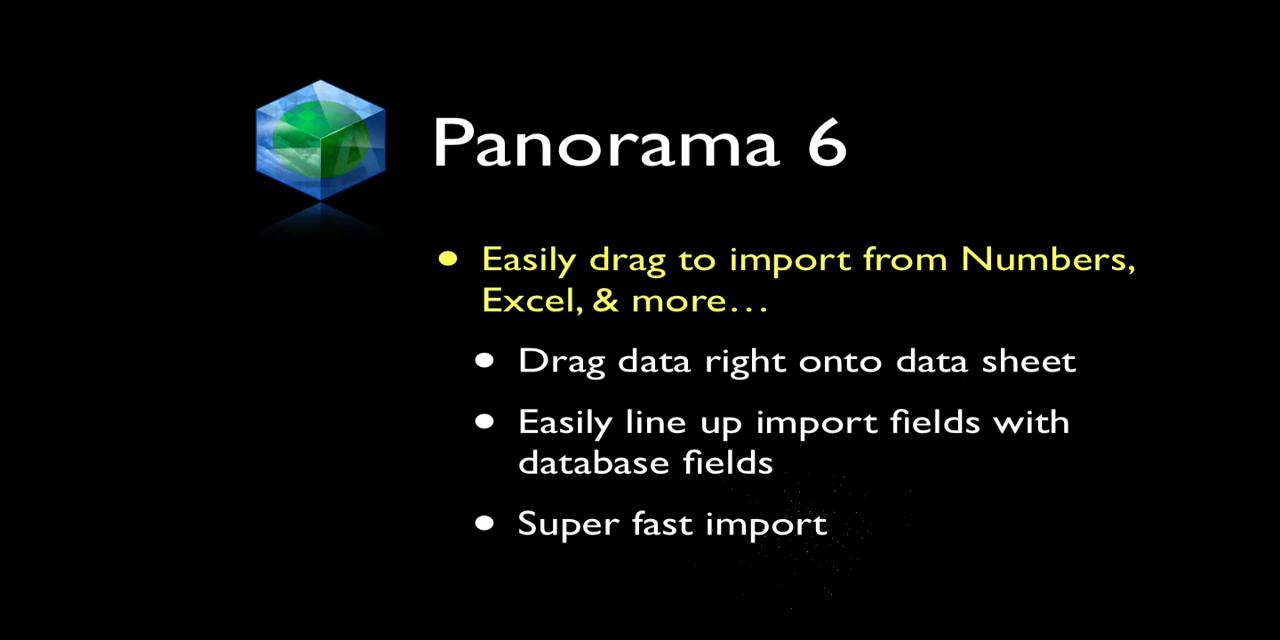 Panorama 6
• Easily drag to import from Numbers,
Excel, & more…
• Drag data right onto data sheet
• Easily line up import fields with
database fields
• Super fast import